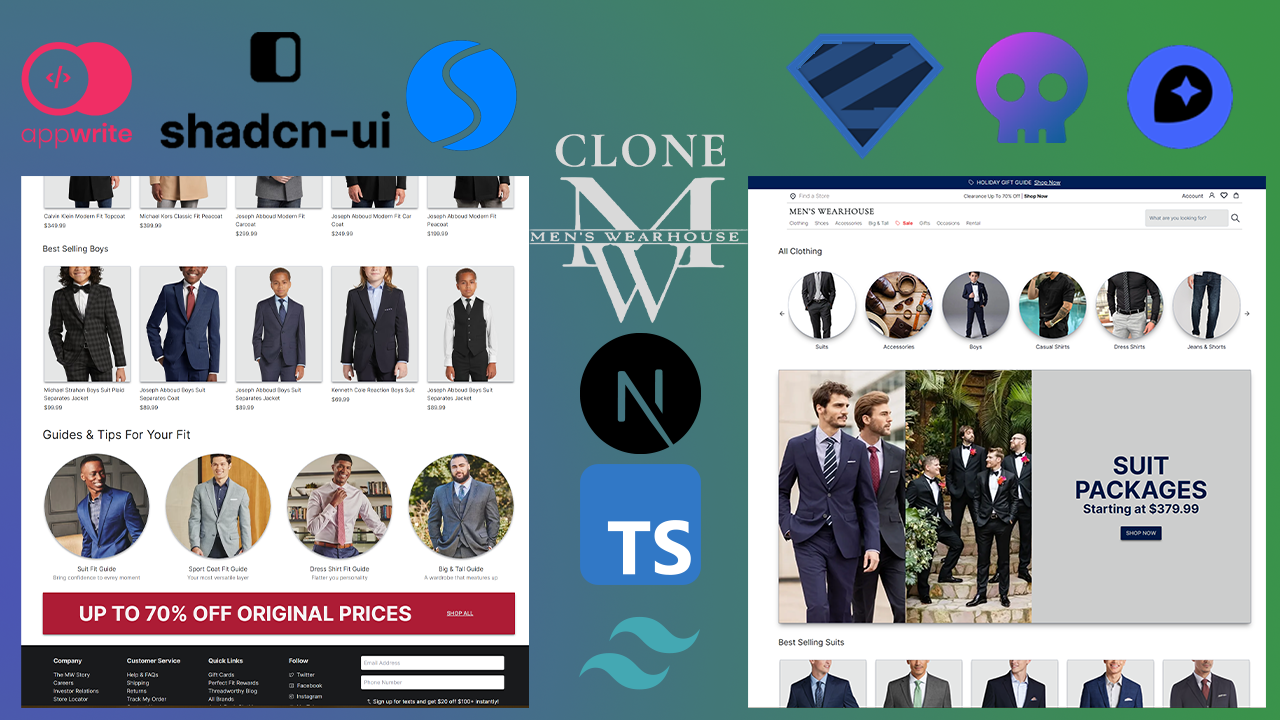 appwrite
shadcn-ui
CLONE
MW
MEN'S WEARHOUSE
N
TS
Calvin Klein Modern Fit Topcoat
$349.99
Michael Kors Classic Fit Peacoat
$399.99
Joseph Abboud Modern Fit
Carcoat
$299.99
Joseph Abboud Modern Fit Car
Coat
$249.99
Joseph Abboud Modern Fit
Peacoat
$199.99
Best Selling Boys
Michael Strahan Boys Suit Plaid
Separates Jacket
$99.99
Joseph Abboud Boys Suit
Separates Coat
$89.99
Joseph Abboud Boys Suit
Separates Jacket
$89.99
Kenneth Cole Reaction Boys Suit
$69.99
Joseph Abboud Boys Suit
Separates Jacket
$89.99
Guides & Tips For Your Fit
Suit Fit Guide
Bring confidence to evrey moment
Sport Coat Fit Guide
Your most versatile layer
Dress Shirt Fit Guide
Flatter you personality
Big & Tall Guide
A wardrobe that meatures up
UP TO 70% OFF ORIGINAL PRICES
SHOP ALL
Company
The MW Story
Careers
Investor Relations
Store Locator
Customer Service
Help & FAQs
Shipping
Returns
Track My Order
Quick Links
Gift Cards
Perfect Fit Rewards
Threadworthy Blog
All Brands
Follow
Twitter
Facebook
Instagram
Email Address
Phone Number
Sign up for texts and get $20 off $100+ instantly!
HOLIDAY GIFT GUIDE Shop Now
Find a Store
Clearance Up To 70% Off | Shop Now
Account
MEN'S WEARHOUSE
Clothing Shoes Accessories Big & Tall Sale Gifts Occasions Rental
What are you looking for?
All Clothing
Suits
Accessories
Boys
Casual Shirts
Dress Shirts
Jeans & Shorts
SUIT
PACKAGES
Starting at $379.99
SHOP NOW
Best Selling Suits